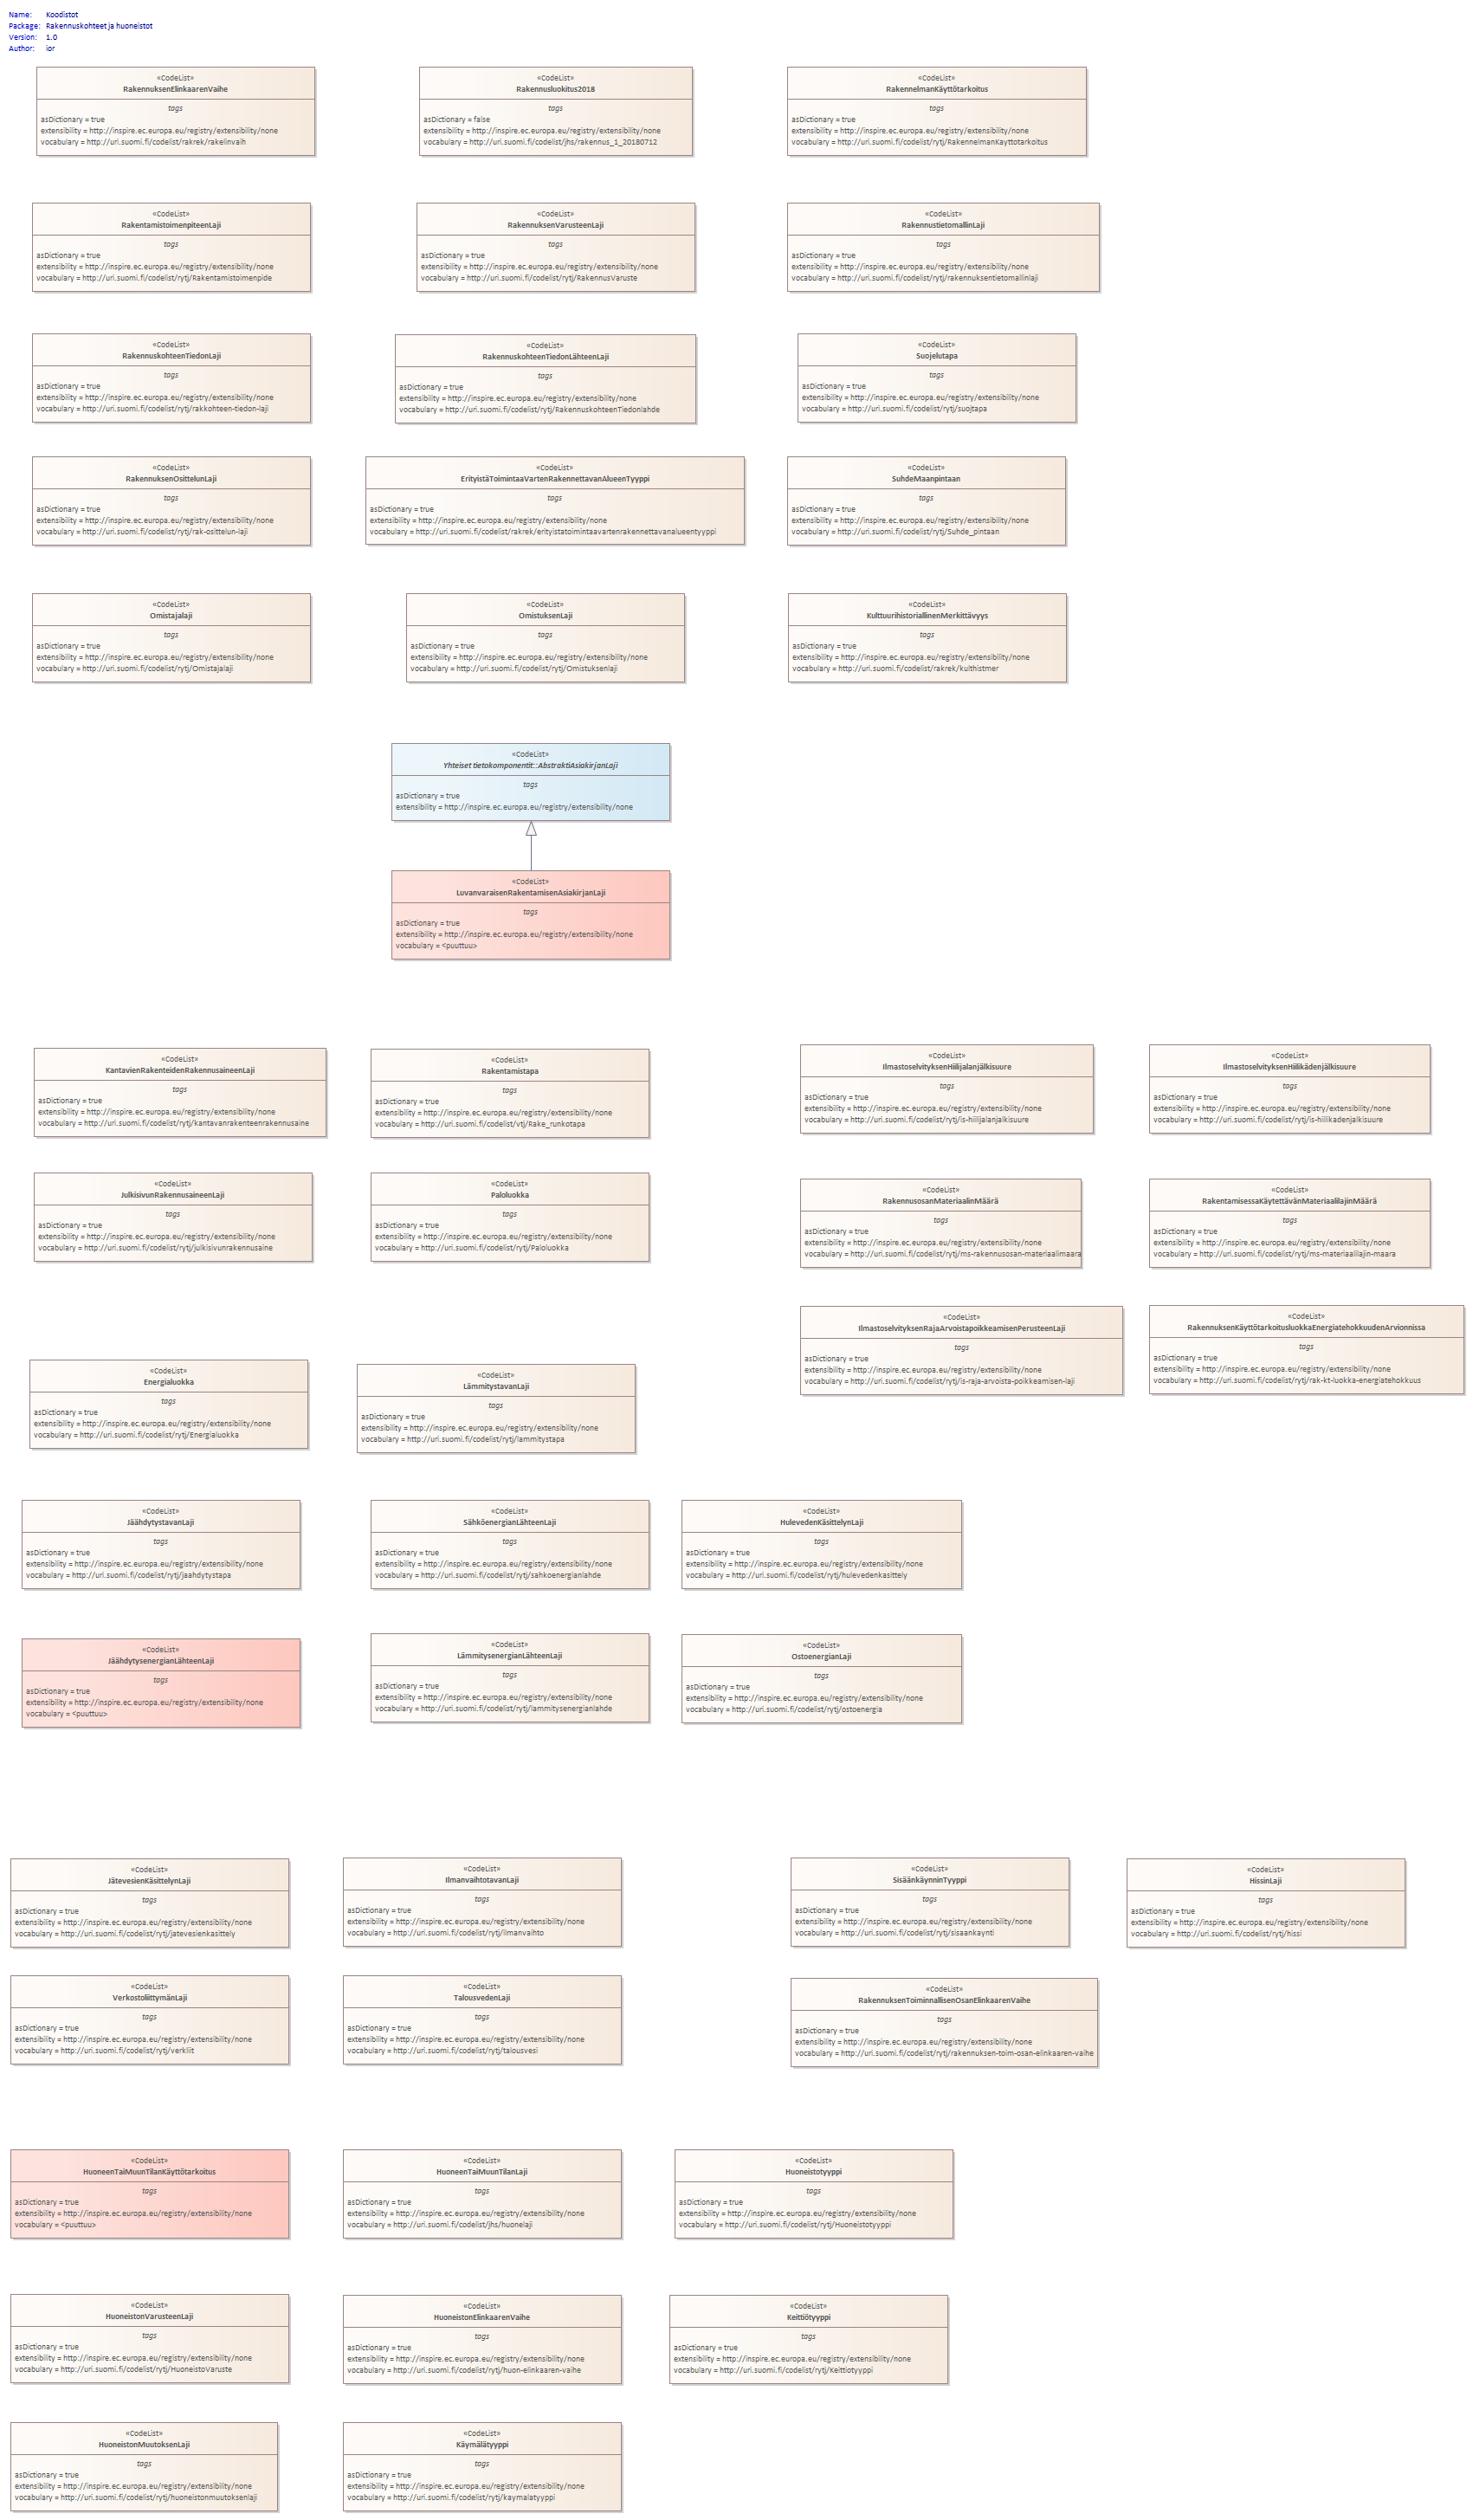 Name: Koodistot
Package: Rakennuskohteet ja huoneistot
Version: 1.0
Author: ior
«CodeList»
RakennuksenElinkaarenVaihe
tags
asDictionary = true
extensibility = http://inspire.ec.europa.eu/registry/extensibility/none
vocabulary = http://uri.suomi.fi/codelist/rakrek/rakelinvaih
«CodeList»
Rakennusluokitus2018
tags
asDictionary = false
extensibility = http://inspire.ec.europa.eu/registry/extensibility/none
vocabulary = http://uri.suomi.fi/codelist/jhs/rakennus_1_20180712
«CodeList»
RakennelmanKäyttötarkoitus
tags
asDictionary = true
extensibility = http://inspire.ec.europa.eu/registry/extensibility/none
vocabulary = http://uri.suomi.fi/codelist/rytj/RakennelmanKayttotarkoitus
«CodeList»
RakentamistoimenpiteenLaji
tags
asDictionary = true
extensibility = http://inspire.ec.europa.eu/registry/extensibility/none
vocabulary = http://uri.suomi.fi/codelist/rytj/Rakentamistoimenpide
«CodeList»
RakennuksenVarusteenLaji
tags
asDictionary = true
extensibility = http://inspire.ec.europa.eu/registry/extensibility/none
vocabulary = http://uri.suomi.fi/codelist/rytj/RakennusVaruste
«CodeList»
RakennustietomallinLaji
tags
asDictionary = true
extensibility = http://inspire.ec.europa.eu/registry/extensibility/none
vocabulary = http://uri.suomi.fi/codelist/rytj/rakennuksentietomallinlaji
«CodeList»
RakennuskohteenTiedonLaji
tags
asDictionary = true
extensibility = http://inspire.ec.europa.eu/registry/extensibility/none
vocabulary = http://uri.suomi.fi/codelist/rytj/rakkohteen-tiedon-laji
«CodeList»
RakennuskohteenTiedonLähteenLaji
tags
asDictionary = true
extensibility = http://inspire.ec.europa.eu/registry/extensibility/none
vocabulary = http://uri.suomi.fi/codelist/rytj/RakennuskohteenTiedonlahde
«CodeList»
Suojelutapa
tags
asDictionary = true
extensibility = http://inspire.ec.europa.eu/registry/extensibility/none
vocabulary = http://uri.suomi.fi/codelist/rytj/suojtapa
«CodeList»
RakennuksenOsittelunLaji
tags
asDictionary = true
extensibility = http://inspire.ec.europa.eu/registry/extensibility/none
vocabulary = http://uri.suomi.fi/codelist/rytj/rak-osittelun-laji
«CodeList»
ErityistäToimintaaVartenRakennettavanAlueenTyyppi
tags
asDictionary = true
extensibility = http://inspire.ec.europa.eu/registry/extensibility/none
vocabulary = http://uri.suomi.fi/codelist/rakrek/erityistatoimintaavartenrakennettavanalueentyyppi
«CodeList»
SuhdeMaanpintaan
tags
asDictionary = true
extensibility = http://inspire.ec.europa.eu/registry/extensibility/none
vocabulary = http://uri.suomi.fi/codelist/rytj/Suhde_pintaan
«CodeList»
Omistajalaji
tags
asDictionary = true
extensibility = http://inspire.ec.europa.eu/registry/extensibility/none
vocabulary = http://uri.suomi.fi/codelist/rytj/Omistajalaji
«CodeList»
OmistuksenLaji
tags
asDictionary = true
extensibility = http://inspire.ec.europa.eu/registry/extensibility/none
vocabulary = http://uri.suomi.fi/codelist/rytj/Omistuksenlaji
«CodeList»
KulttuurihistoriallinenMerkittävyys
tags
asDictionary = true
extensibility = http://inspire.ec.europa.eu/registry/extensibility/none
vocabulary = http://uri.suomi.fi/codelist/rakrek/kulthistmer
«CodeList»
Yhteiset tietokomponentit::AbstraktiAsiakirjanLaji
tags
asDictionary = true
extensibility = http://inspire.ec.europa.eu/registry/extensibility/none
«CodeList»
LuvanvaraisenRakentamisenAsiakirjanLaji
tags
asDictionary = true
extensibility = http://inspire.ec.europa.eu/registry/extensibility/none
vocabulary = <puuttuu>
«CodeList»
KantavienRakenteidenRakennusaineenLaji
tags
asDictionary = true
extensibility = http://inspire.ec.europa.eu/registry/extensibility/none
vocabulary = http://uri.suomi.fi/codelist/rytj/kantavanrakenteenrakennusaine
«CodeList»
Rakentamistapa
tags
asDictionary = true
extensibility = http://inspire.ec.europa.eu/registry/extensibility/none
vocabulary = http://uri.suomi.fi/codelist/vtj/Rake_runkotapa
«CodeList»
IlmastoselvityksenHiilijalanjälkisuure
tags
asDictionary = true
extensibility = http://inspire.ec.europa.eu/registry/extensibility/none
vocabulary = http://uri.suomi.fi/codelist/rytj/is-hiilijalanjalkisuure
«CodeList»
IlmastoselvityksenHiilikädenjälkisuure
tags
asDictionary = true
extensibility = http://inspire.ec.europa.eu/registry/extensibility/none
vocabulary = http://uri.suomi.fi/codelist/rytj/is-hiilikadenjalkisuure
«CodeList»
JulkisivunRakennusaineenLaji
tags
asDictionary = true
extensibility = http://inspire.ec.europa.eu/registry/extensibility/none
vocabulary = http://uri.suomi.fi/codelist/rytj/julkisivunrakennusaine
«CodeList»
Paloluokka
tags
asDictionary = true
extensibility = http://inspire.ec.europa.eu/registry/extensibility/none
vocabulary = http://uri.suomi.fi/codelist/rytj/Paloluokka
«CodeList»
RakennusosanMateriaalinMäärä
tags
asDictionary = true
extensibility = http://inspire.ec.europa.eu/registry/extensibility/none
vocabulary = http://uri.suomi.fi/codelist/rytj/ms-rakennusosan-materiaalimaara
«CodeList»
RakentamisessaKäytettävänMateriaalilajinMäärä
tags
asDictionary = true
extensibility = http://inspire.ec.europa.eu/registry/extensibility/none
vocabulary = http://uri.suomi.fi/codelist/rytj/ms-materiaalilajin-maara
«CodeList»
IlmastoselvityksenRajaArvoistapoikkeamisenPerusteenLaji
tags
asDictionary = true
extensibility = http://inspire.ec.europa.eu/registry/extensibility/none
vocabulary = http://uri.suomi.fi/codelist/rytj/is-raja-arvoista-poikkeamisen-laji
«CodeList»
RakennuksenKäyttötarkoitusluokkaEnergiatehokkuudenArvionnissa
tags
asDictionary = true
extensibility = http://inspire.ec.europa.eu/registry/extensibility/none
vocabulary = http://uri.suomi.fi/codelist/rytj/rak-kt-luokka-energiatehokkuus
«CodeList»
Energialuokka
tags
asDictionary = true
extensibility = http://inspire.ec.europa.eu/registry/extensibility/none
vocabulary = http://uri.suomi.fi/codelist/rytj/Energialuokka
«CodeList»
LämmitystavanLaji
tags
asDictionary = true
extensibility = http://inspire.ec.europa.eu/registry/extensibility/none
vocabulary = http://uri.suomi.fi/codelist/rytj/lammitystapa
«CodeList»
JäähdytystavanLaji
tags
asDictionary = true
extensibility = http://inspire.ec.europa.eu/registry/extensibility/none
vocabulary = http://uri.suomi.fi/codelist/rytj/jaahdytystapa
«CodeList»
SähköenergianLähteenLaji
tags
asDictionary = true
extensibility = http://inspire.ec.europa.eu/registry/extensibility/none
vocabulary = http://uri.suomi.fi/codelist/rytj/sahkoenergianlahde
«CodeList»
HulevedenKäsittelynLaji
tags
asDictionary = true
extensibility = http://inspire.ec.europa.eu/registry/extensibility/none
vocabulary = http://uri.suomi.fi/codelist/rytj/hulevedenkasittely
«CodeList»
JäähdytysenergianLähteenLaji
tags
asDictionary = true
extensibility = http://inspire.ec.europa.eu/registry/extensibility/none
vocabulary = <puuttuu>
«CodeList»
LämmitysenergianLähteenLaji
tags
asDictionary = true
extensibility = http://inspire.ec.europa.eu/registry/extensibility/none
vocabulary = http://uri.suomi.fi/codelist/rytj/lammitysenergianlahde
«CodeList»
OstoenergianLaji
tags
asDictionary = true
extensibility = http://inspire.ec.europa.eu/registry/extensibility/none
vocabulary = http://uri.suomi.fi/codelist/rytj/ostoenergia
«CodeList»
JätevesienKäsittelynLaji
tags
asDictionary = true
extensibility = http://inspire.ec.europa.eu/registry/extensibility/none
vocabulary = http://uri.suomi.fi/codelist/rytj/jatevesienkasittely
«CodeList»
IlmanvaihtotavanLaji
tags
asDictionary = true
extensibility = http://inspire.ec.europa.eu/registry/extensibility/none
vocabulary = http://uri.suomi.fi/codelist/rytj/ilmanvaihto
«CodeList»
SisäänkäynninTyyppi
tags
asDictionary = true
extensibility = http://inspire.ec.europa.eu/registry/extensibility/none
vocabulary = http://uri.suomi.fi/codelist/rytj/sisaankaynti
«CodeList»
HissinLaji
tags
asDictionary = true
extensibility = http://inspire.ec.europa.eu/registry/extensibility/none
vocabulary = http://uri.suomi.fi/codelist/rytj/hissi
«CodeList»
VerkostoliittymänLaji
tags
asDictionary = true
extensibility = http://inspire.ec.europa.eu/registry/extensibility/none
vocabulary = http://uri.suomi.fi/codelist/rytj/verkliit
«CodeList»
TalousvedenLaji
tags
asDictionary = true
extensibility = http://inspire.ec.europa.eu/registry/extensibility/none
vocabulary = http://uri.suomi.fi/codelist/rytj/talousvesi
«CodeList»
RakennuksenToiminnallisenOsanElinkaarenVaihe
tags
asDictionary = true
extensibility = http://inspire.ec.europa.eu/registry/extensibility/none
vocabulary = http://uri.suomi.fi/codelist/rytj/rakennuksen-toim-osan-elinkaaren-vaihe
«CodeList»
HuoneenTaiMuunTilanKäyttötarkoitus
tags
asDictionary = true
extensibility = http://inspire.ec.europa.eu/registry/extensibility/none
vocabulary = <puuttuu>
«CodeList»
HuoneenTaiMuunTilanLaji
tags
asDictionary = true
extensibility = http://inspire.ec.europa.eu/registry/extensibility/none
vocabulary = http://uri.suomi.fi/codelist/jhs/huonelaji
«CodeList»
Huoneistotyyppi
tags
asDictionary = true
extensibility = http://inspire.ec.europa.eu/registry/extensibility/none
vocabulary = http://uri.suomi.fi/codelist/rytj/Huoneistotyyppi
«CodeList»
HuoneistonVarusteenLaji
tags
asDictionary = true
extensibility = http://inspire.ec.europa.eu/registry/extensibility/none
vocabulary = http://uri.suomi.fi/codelist/rytj/HuoneistoVaruste
«CodeList»
HuoneistonElinkaarenVaihe
tags
asDictionary = true
extensibility = http://inspire.ec.europa.eu/registry/extensibility/none
vocabulary = http://uri.suomi.fi/codelist/rytj/huon-elinkaaren-vaihe
«CodeList»
Keittiötyyppi
tags
asDictionary = true
extensibility = http://inspire.ec.europa.eu/registry/extensibility/none
vocabulary = http://uri.suomi.fi/codelist/rytj/Keittiotyyppi
«CodeList»
HuoneistonMuutoksenLaji
tags
asDictionary = true
extensibility = http://inspire.ec.europa.eu/registry/extensibility/none
vocabulary = http://uri.suomi.fi/codelist/rytj/huoneistonmuutoksenlaji
«CodeList»
Käymälätyyppi
tags
asDictionary = true
extensibility = http://inspire.ec.europa.eu/registry/extensibility/none
vocabulary = http://uri.suomi.fi/codelist/rytj/kaymalatyyppi